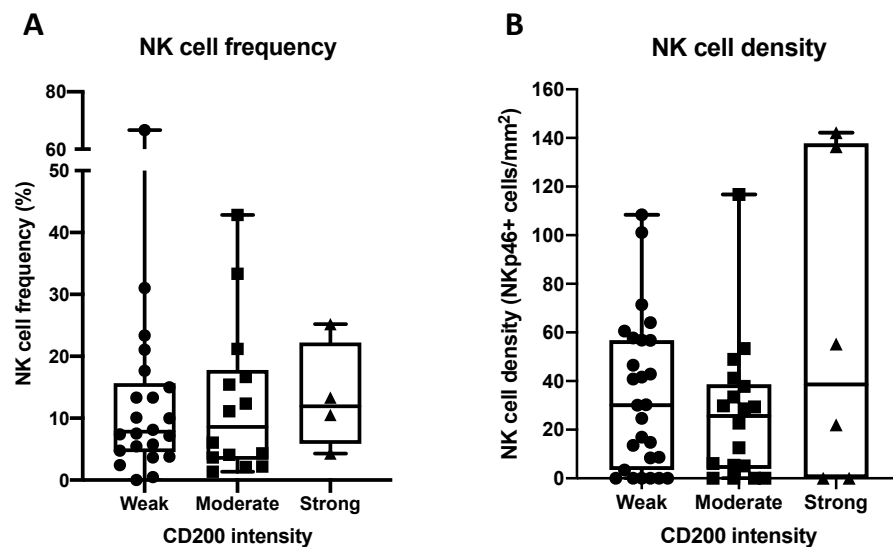 A
NK cell frequency
NK cell frequency (%)
80
60
50
40
30
20
10
0
Weak
Moderate
Strong
CD200 intensity
B
NK cell density
NK cell density (NKp46+ cells/mm²)
160
140
120
100
80
60
40
20
0
Weak
Moderate
Strong
CD200 intensity